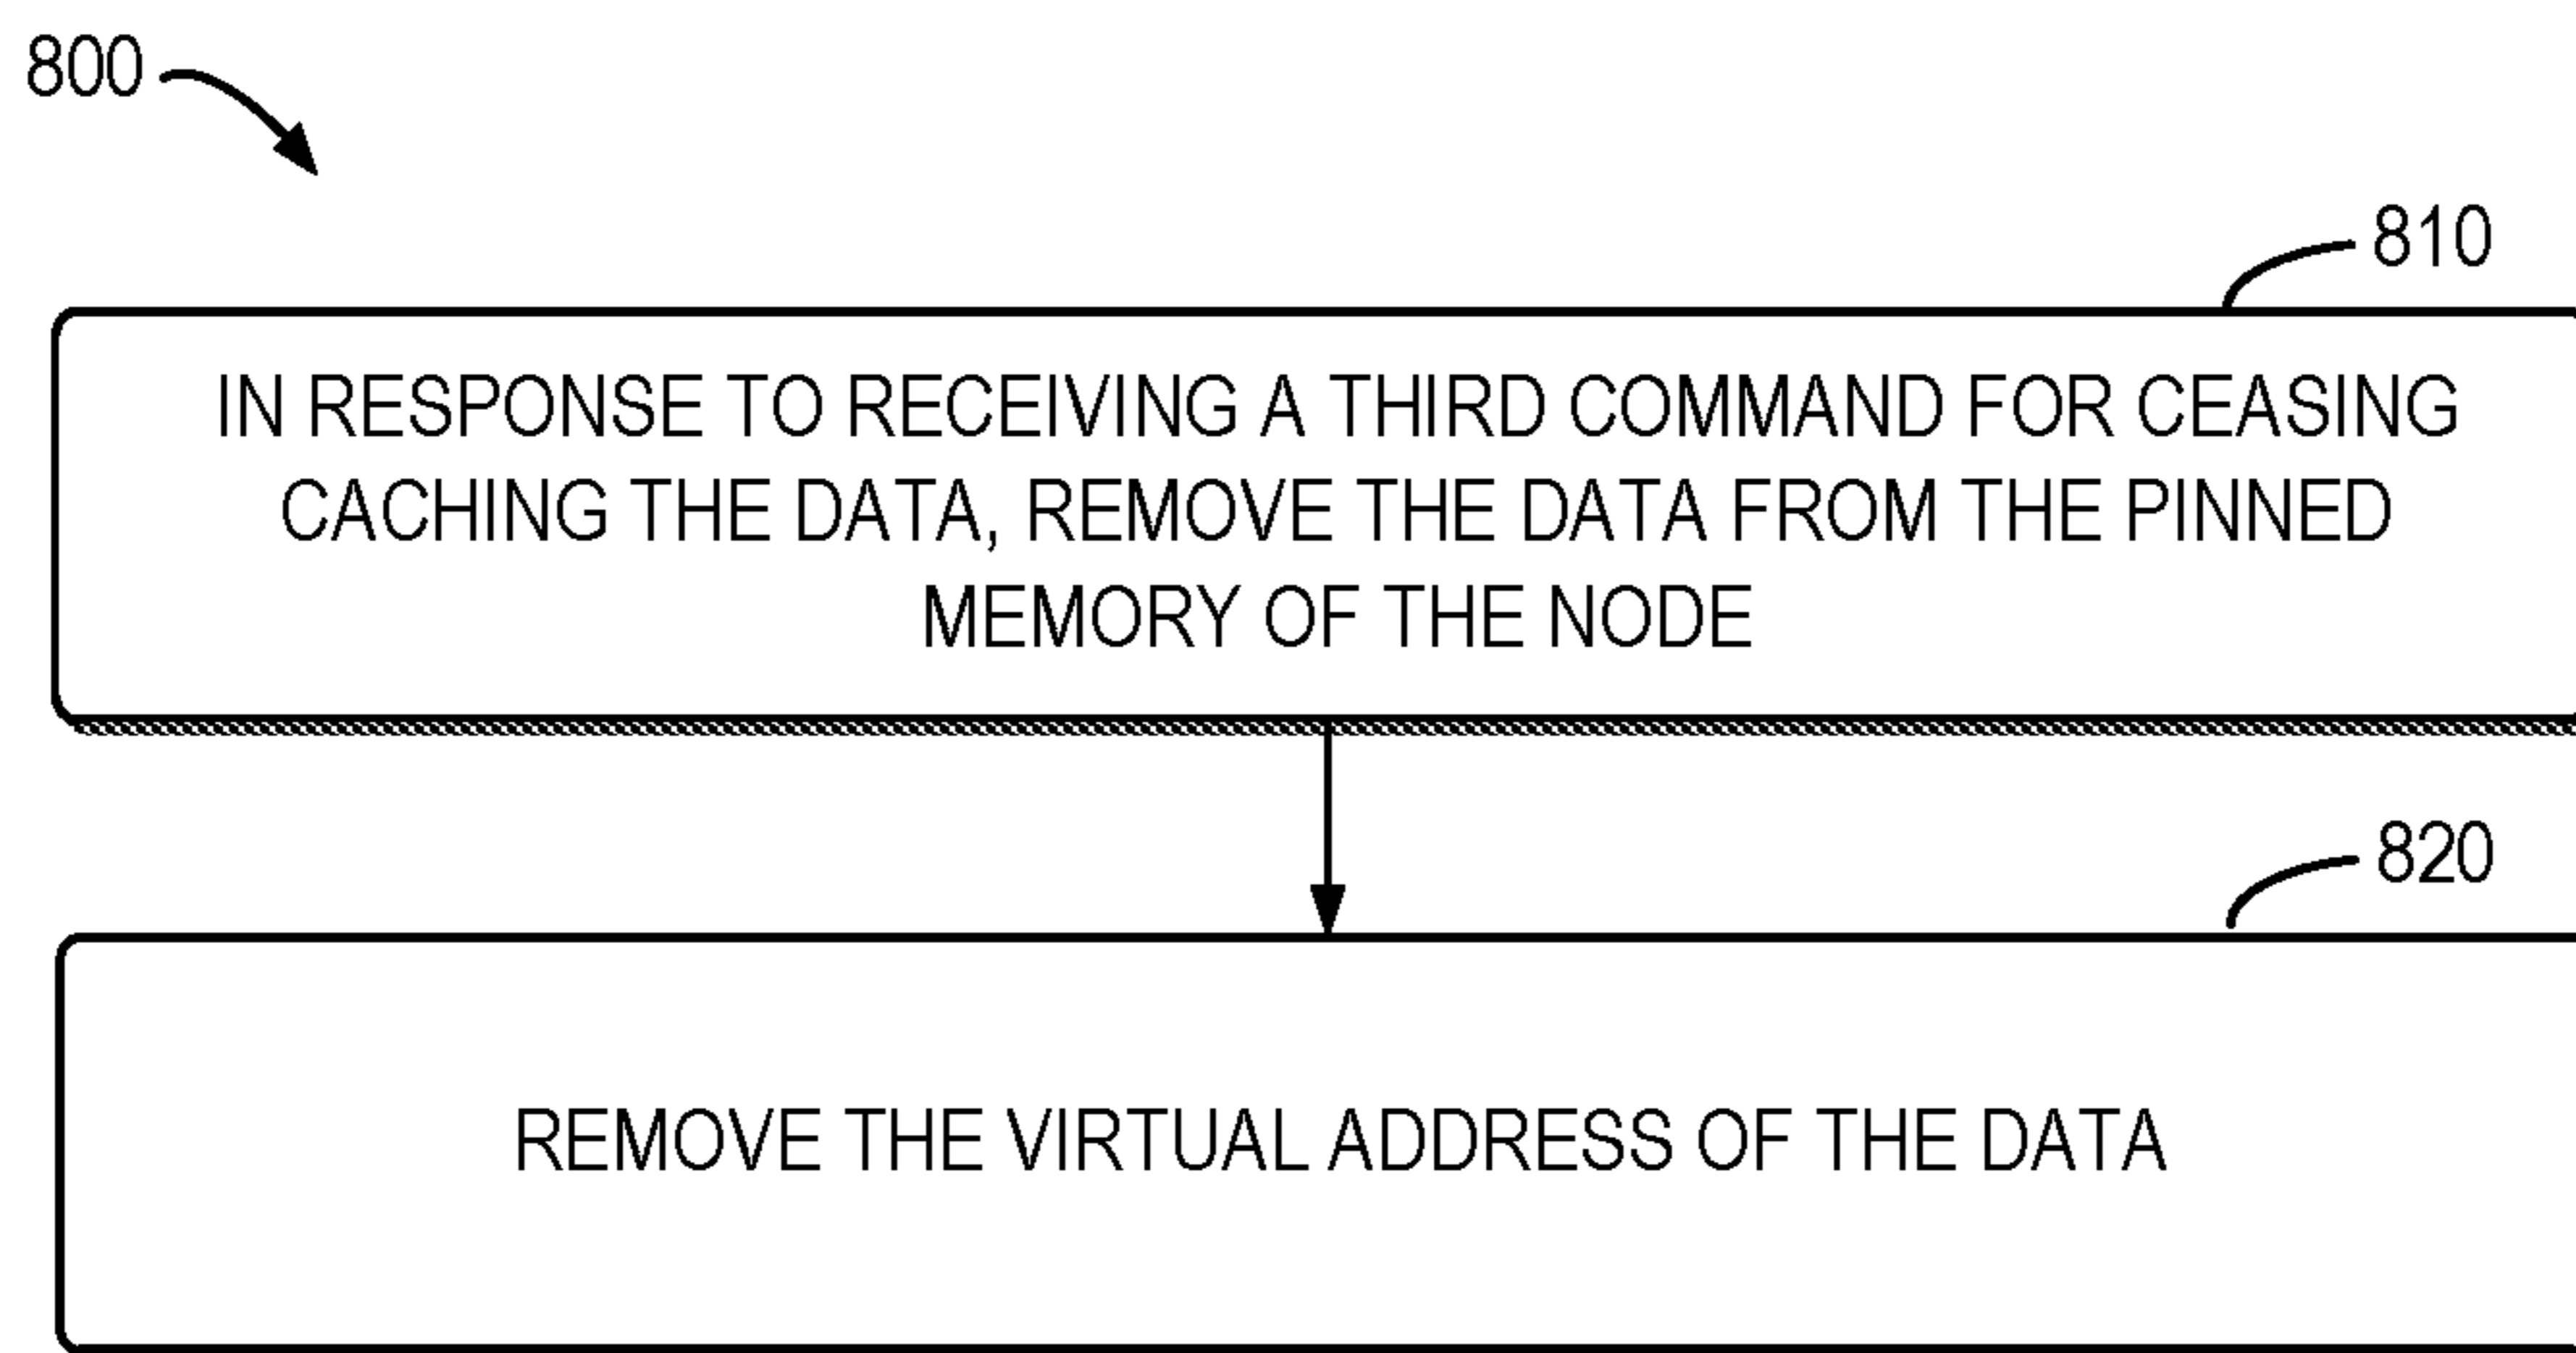 800
810
IN RESPONSE TO RECEIVING A THIRD COMMAND FOR CEASING
CACHING THE DATA, REMOVE THE DATA FROM THE PINNED
MEMORY OF THE NODE
820
REMOVE THE VIRTUAL ADDRESS OF THE DATA